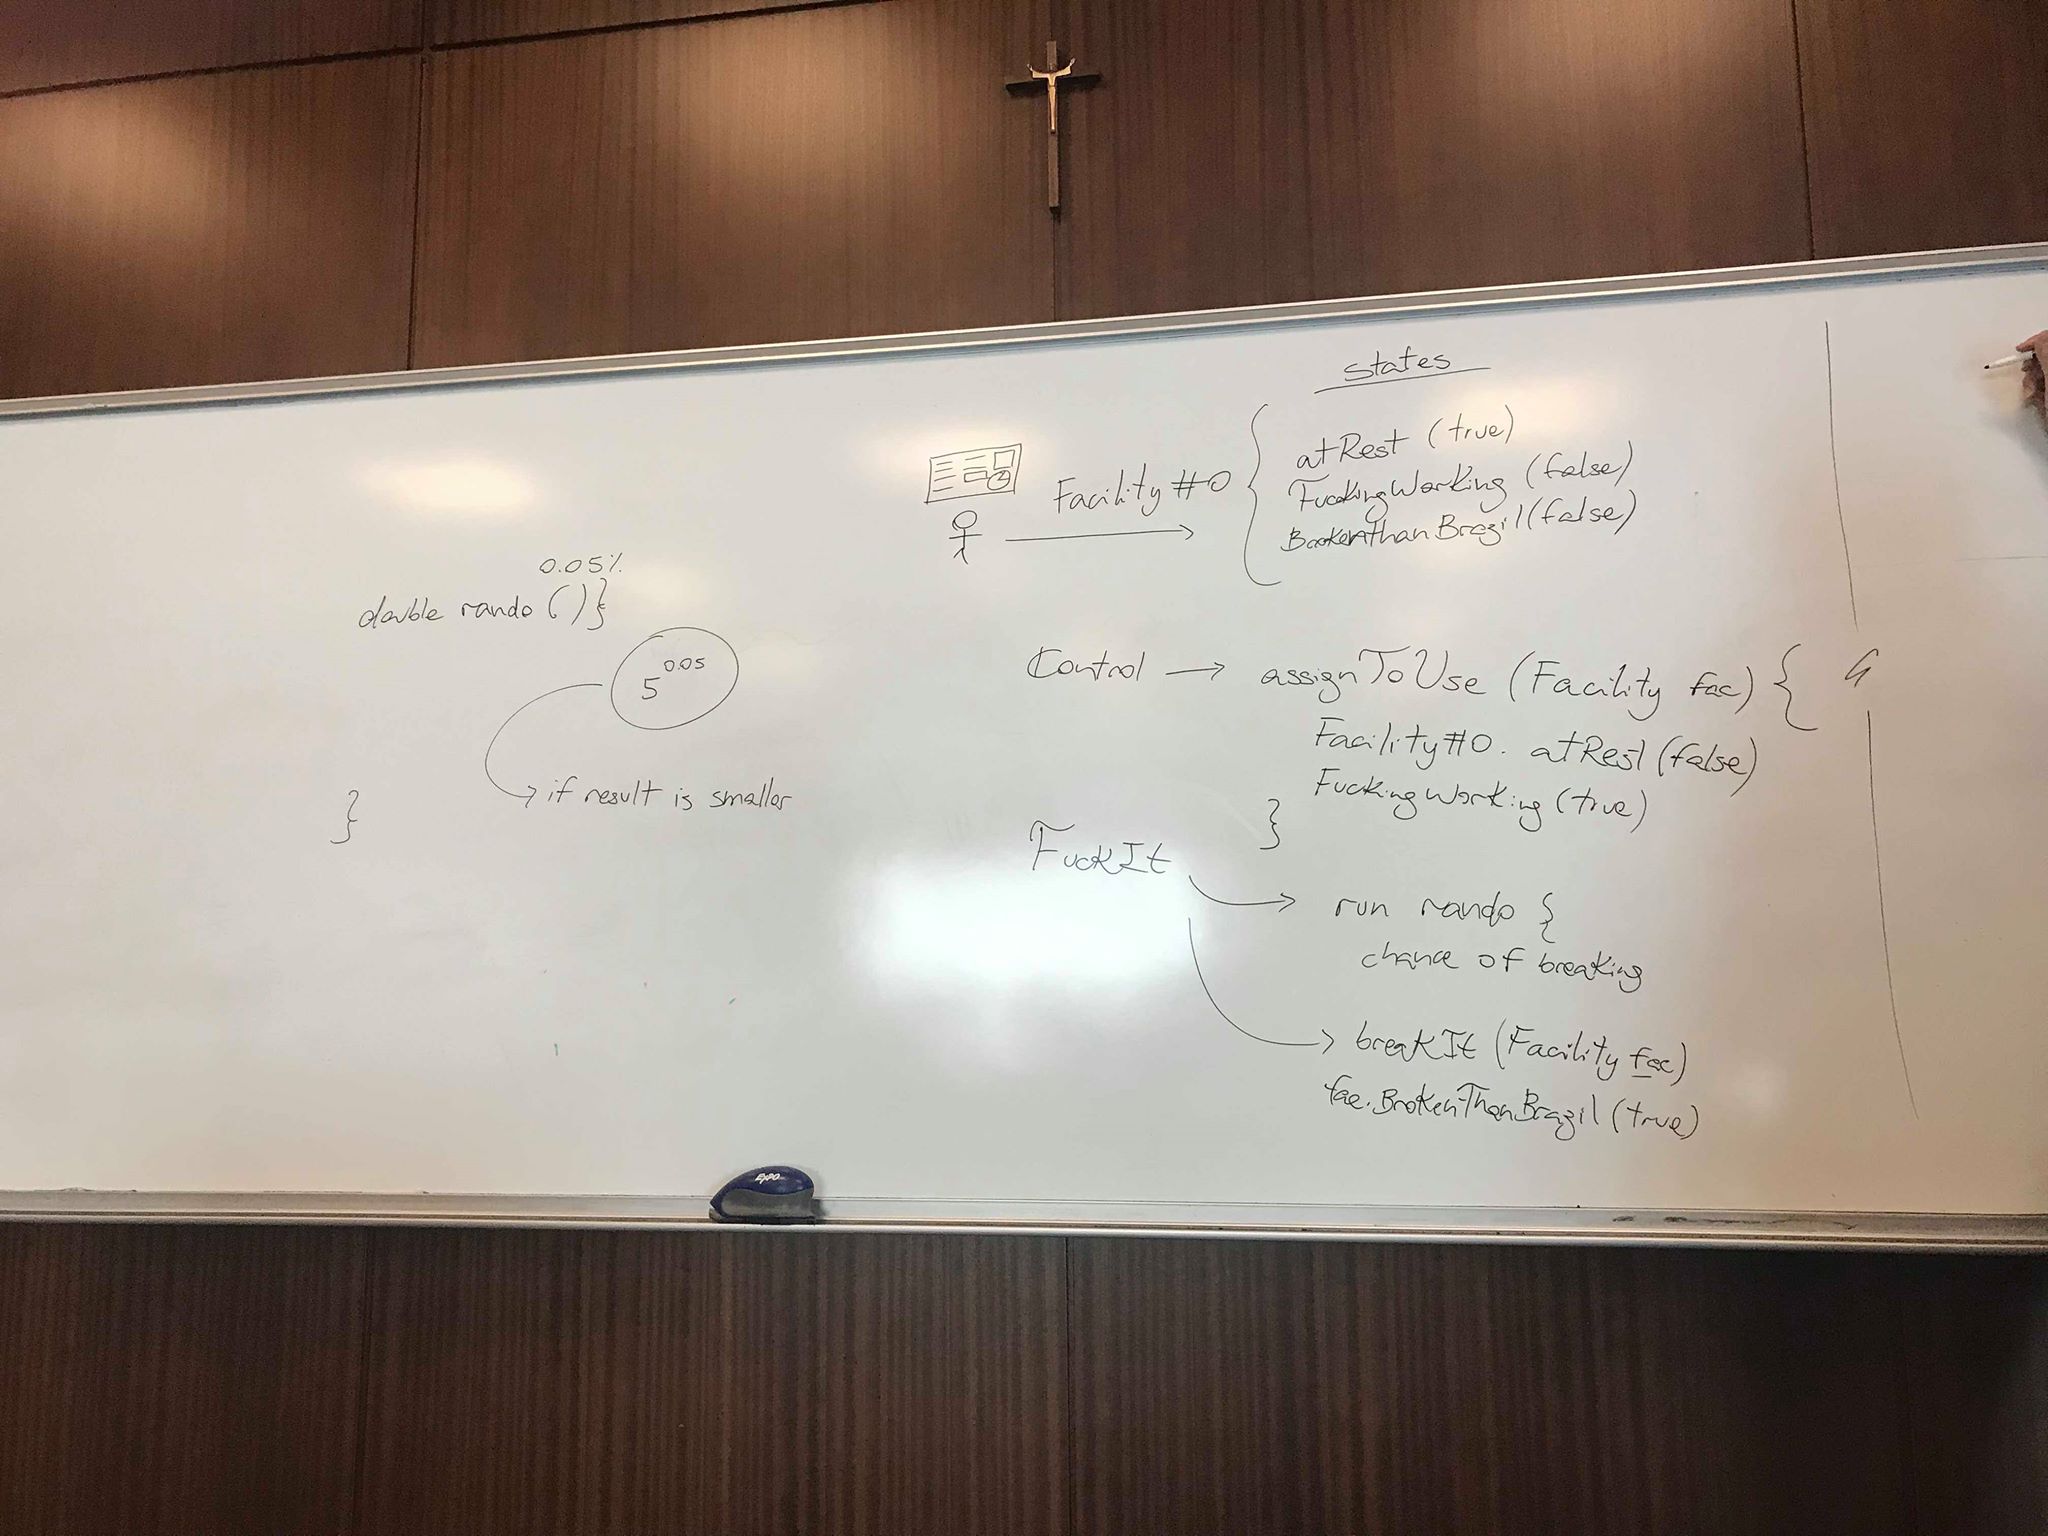 0.05%
double rando ( ) }
5 0.05
if result is smaller
}
states
Facility #0 {
atRest (true)
FuckingWorking (false)
BrokenThanBrazil (false)
Control → assignToUse (Facility fac) {
Facility#0. atRest (false)
FuckingWorking (true)
}
FuckIt
→ run rando {
chance of breaking
→ breakIt (Facility fac)
fac.BrokenThanBrazil (true)
EXPO